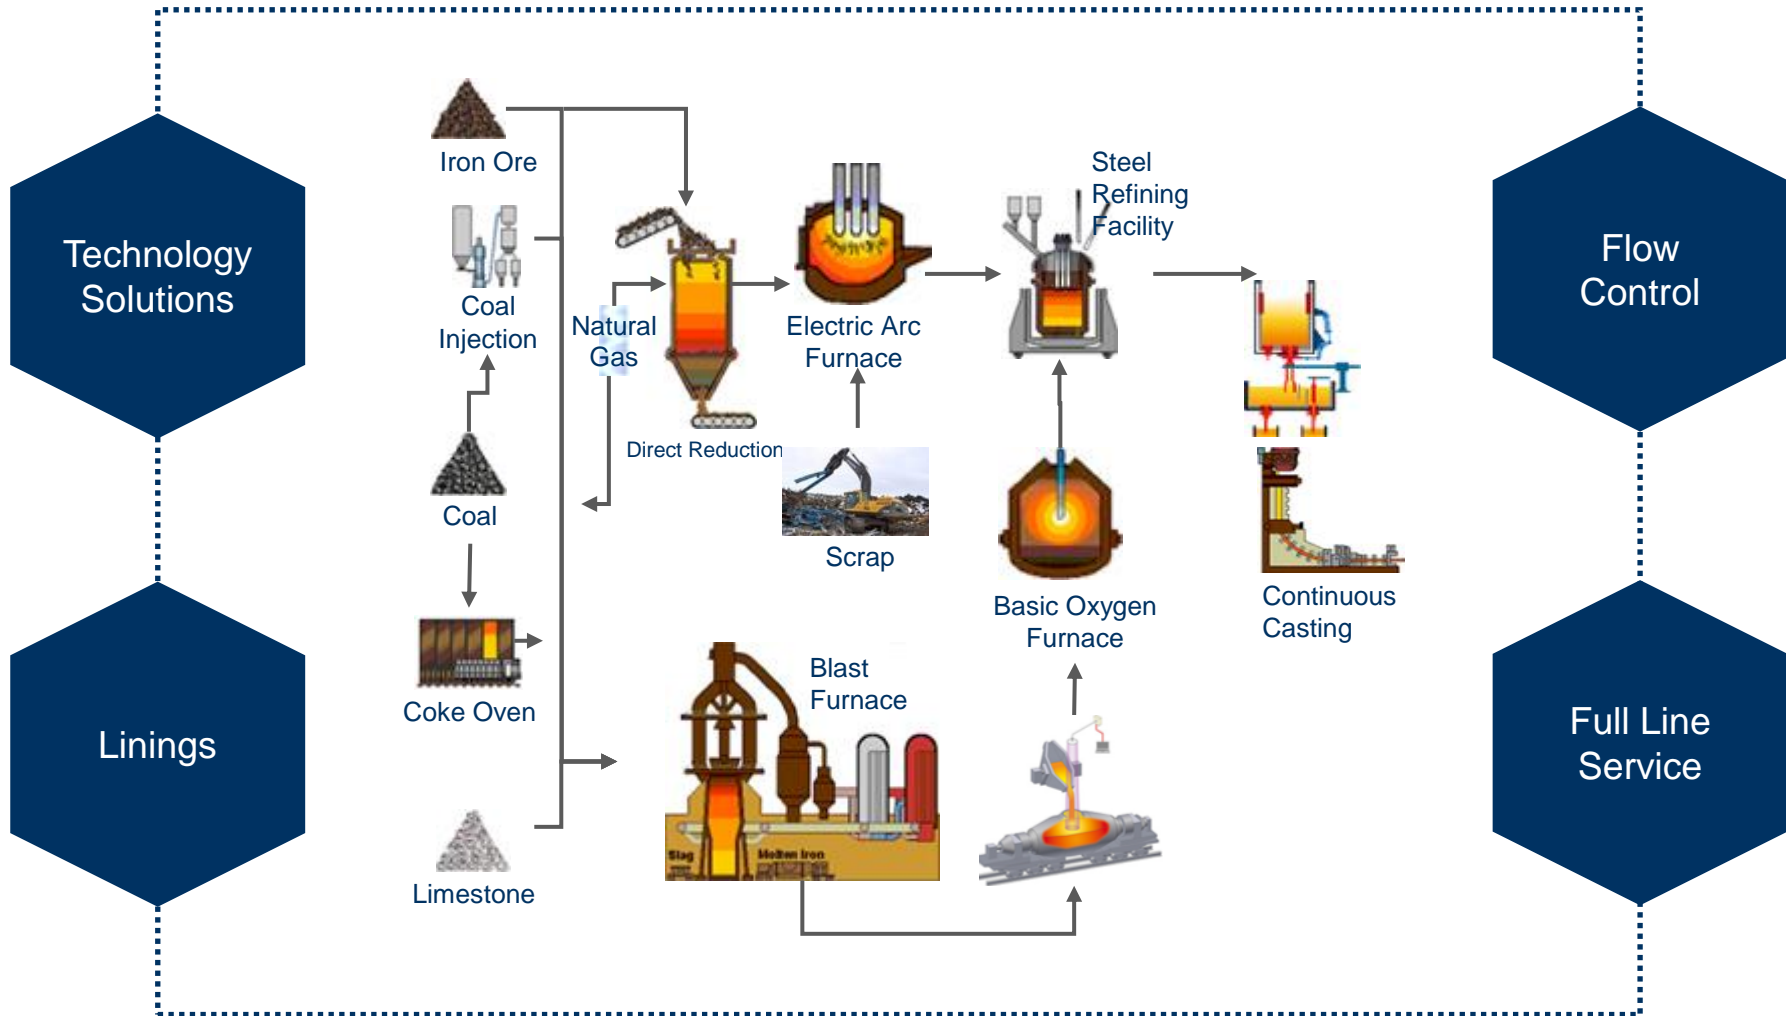 Technology
Solutions
Linings
Iron Ore
Coal
Injection
Coal
Coke Oven
Limestone
Natural
Gas
Direct Reduction
Electric Arc
Furnace
Scrap
Steel
Refining
Facility
Basic Oxygen
Furnace
Blast
Furnace
Slag
Molten Iron
Continuous
Casting
Flow
Control
Full Line
Service